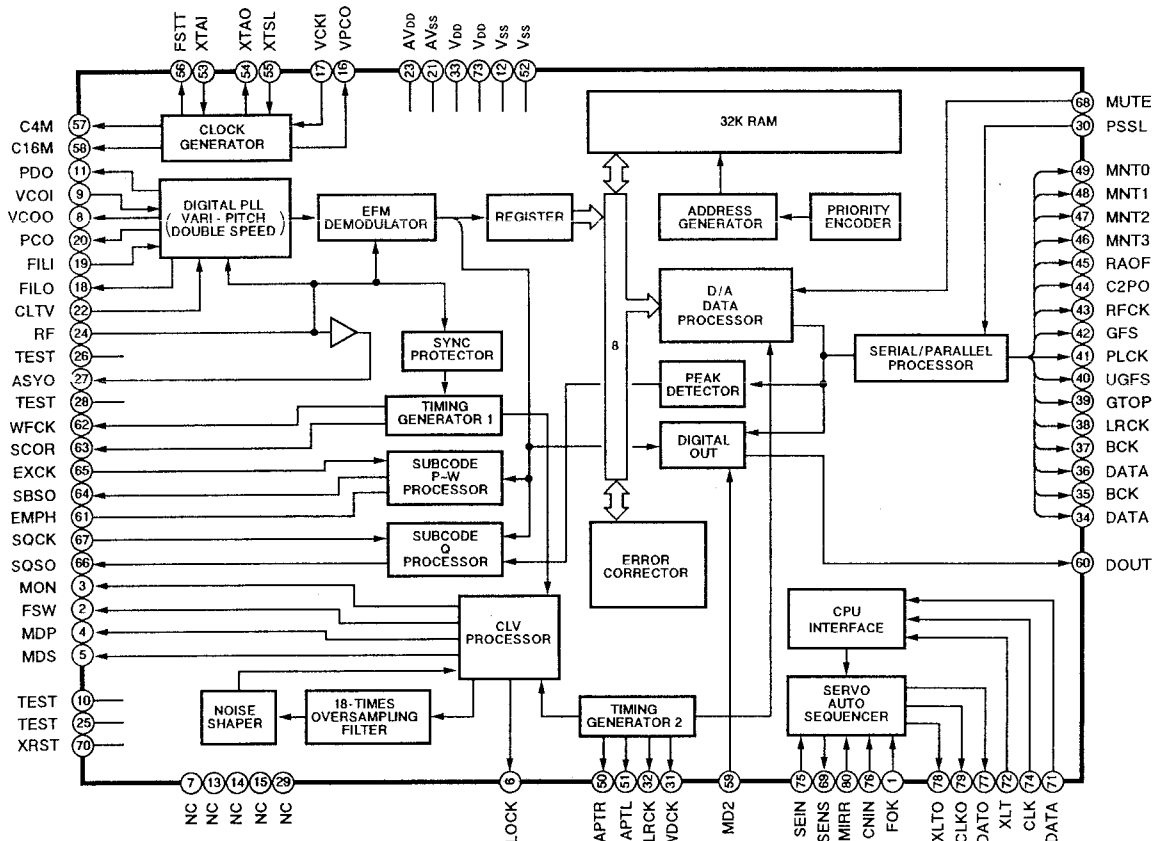 FSTT
XTAI
XTAO
XTSL
VCKI
VPCO
AVDD
AVSS
VDD
VDD
VSS
VSS
56
53
54
55
17
16
23
21
33
73
12
52
C4M 57
C16M 58
PDO 11
VCOI 9
VCOO 8
PCO 20
FILI 19
FILO 18
CLTV 22
RF 24
TEST 26
ASYO 27
TEST 28
WFCK 62
SCOR 63
EXCK 65
SBSO 64
EMPH 61
SQCK 67
SQSO 66
MON 3
FSW 2
MDP 4
MDS 5
TEST 10
TEST 25
XRST 70
CLOCK
GENERATOR
DIGITAL PLL
( VARI - PITCH )
DOUBLE SPEED
EFM
DEMODULATOR
REGISTER
32K RAM
ADDRESS
GENERATOR
PRIORITY
ENCODER
SYNC
PROTECTOR
8
D/A
DATA
PROCESSOR
SERIAL/PARALLEL
PROCESSOR
PEAK
DETECTOR
TIMING
GENERATOR 1
DIGITAL
OUT
SUBCODE
P~W
PROCESSOR
SUBCODE
Q
PROCESSOR
ERROR
CORRECTOR
CLV
PROCESSOR
CPU
INTERFACE
NOISE
SHAPER
18-TIMES
OVERSAMPLING
FILTER
TIMING
GENERATOR 2
SERVO
AUTO
SEQUENCER
68 MUTE
30 PSSL
49 MNT0
48 MNT1
47 MNT2
46 MNT3
45 RAOF
44 C2PO
43 RFCK
42 GFS
41 PLCK
40 UGFS
39 GTOP
38 LRCK
37 BCK
36 DATA
35 BCK
34 DATA
60 DOUT
7
13
14
15
29
6
50
51
32
31
59
75
69
80
76
1
78
79
77
72
74
71
NC
NC
NC
NC
NC
LOCK
APTR
APTL
LRCK
WDCK
MD2
SEIN
SENS
MIRR
CNIN
FOK
XLTO
CLKO
DATO
XLT
CLK
DATA